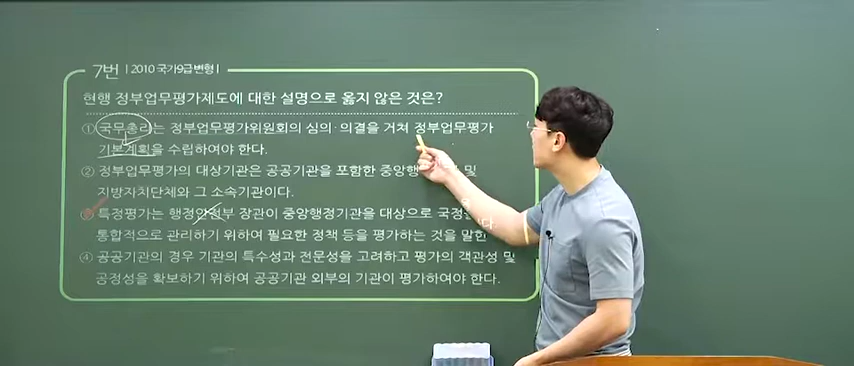 7번 | 2010 국가9급변형 |
현행 정부업무평가제도에 대한 설명으로 옳지 않은 것은?
① 국무총리는 정부업무평가위원회의 심의·의결을 거쳐 정부업무평가
기본계획을 수립하여야 한다.
② 정부업무평가의 대상기관은 공공기관을 포함한 및
지방자치단체와 그 소속기관이다.
③ 특정평가는 행정안전부 장관이 중앙행정기관을 대상으로
통합적으로 관리하기 위하여 필요한 정책 등을 평가하는 것을 말한다
④ 공공기관의 경우 기관의 특수성과 전문성을 고려하고 평가의 객관성 및
공정성을 확보하기 위하여 공공기관 외부의 기관이 평가하여야 한다.